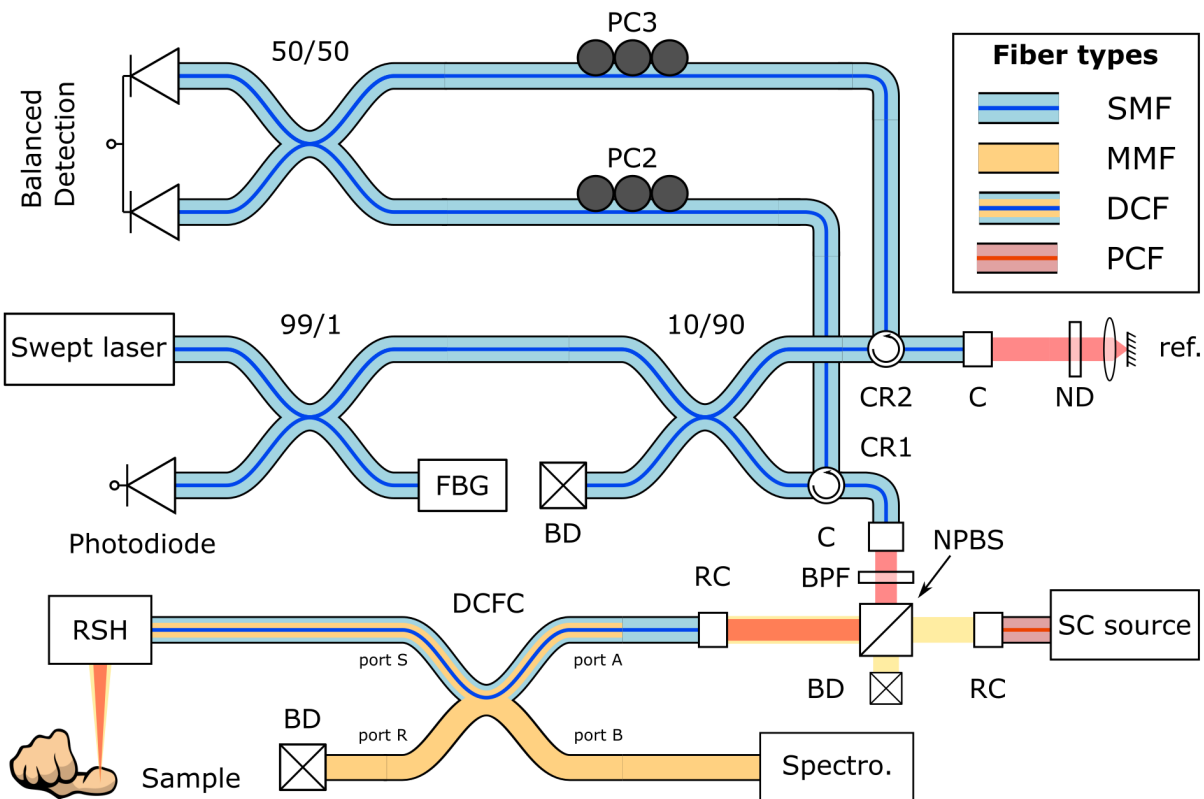 50/50
PC3
Balanced
Detection
PC2
Fiber types
SMF
MMF
DCF
PCF
Swept laser
99/1
10/90
CR2
C
ND
ref.
CR1
FBG
BD
Photodiode
C
NPBS
RC
BPF
RSH
DCFC
SC source
port S
port A
BD
RC
BD
port R
port B
Sample
Spectro.